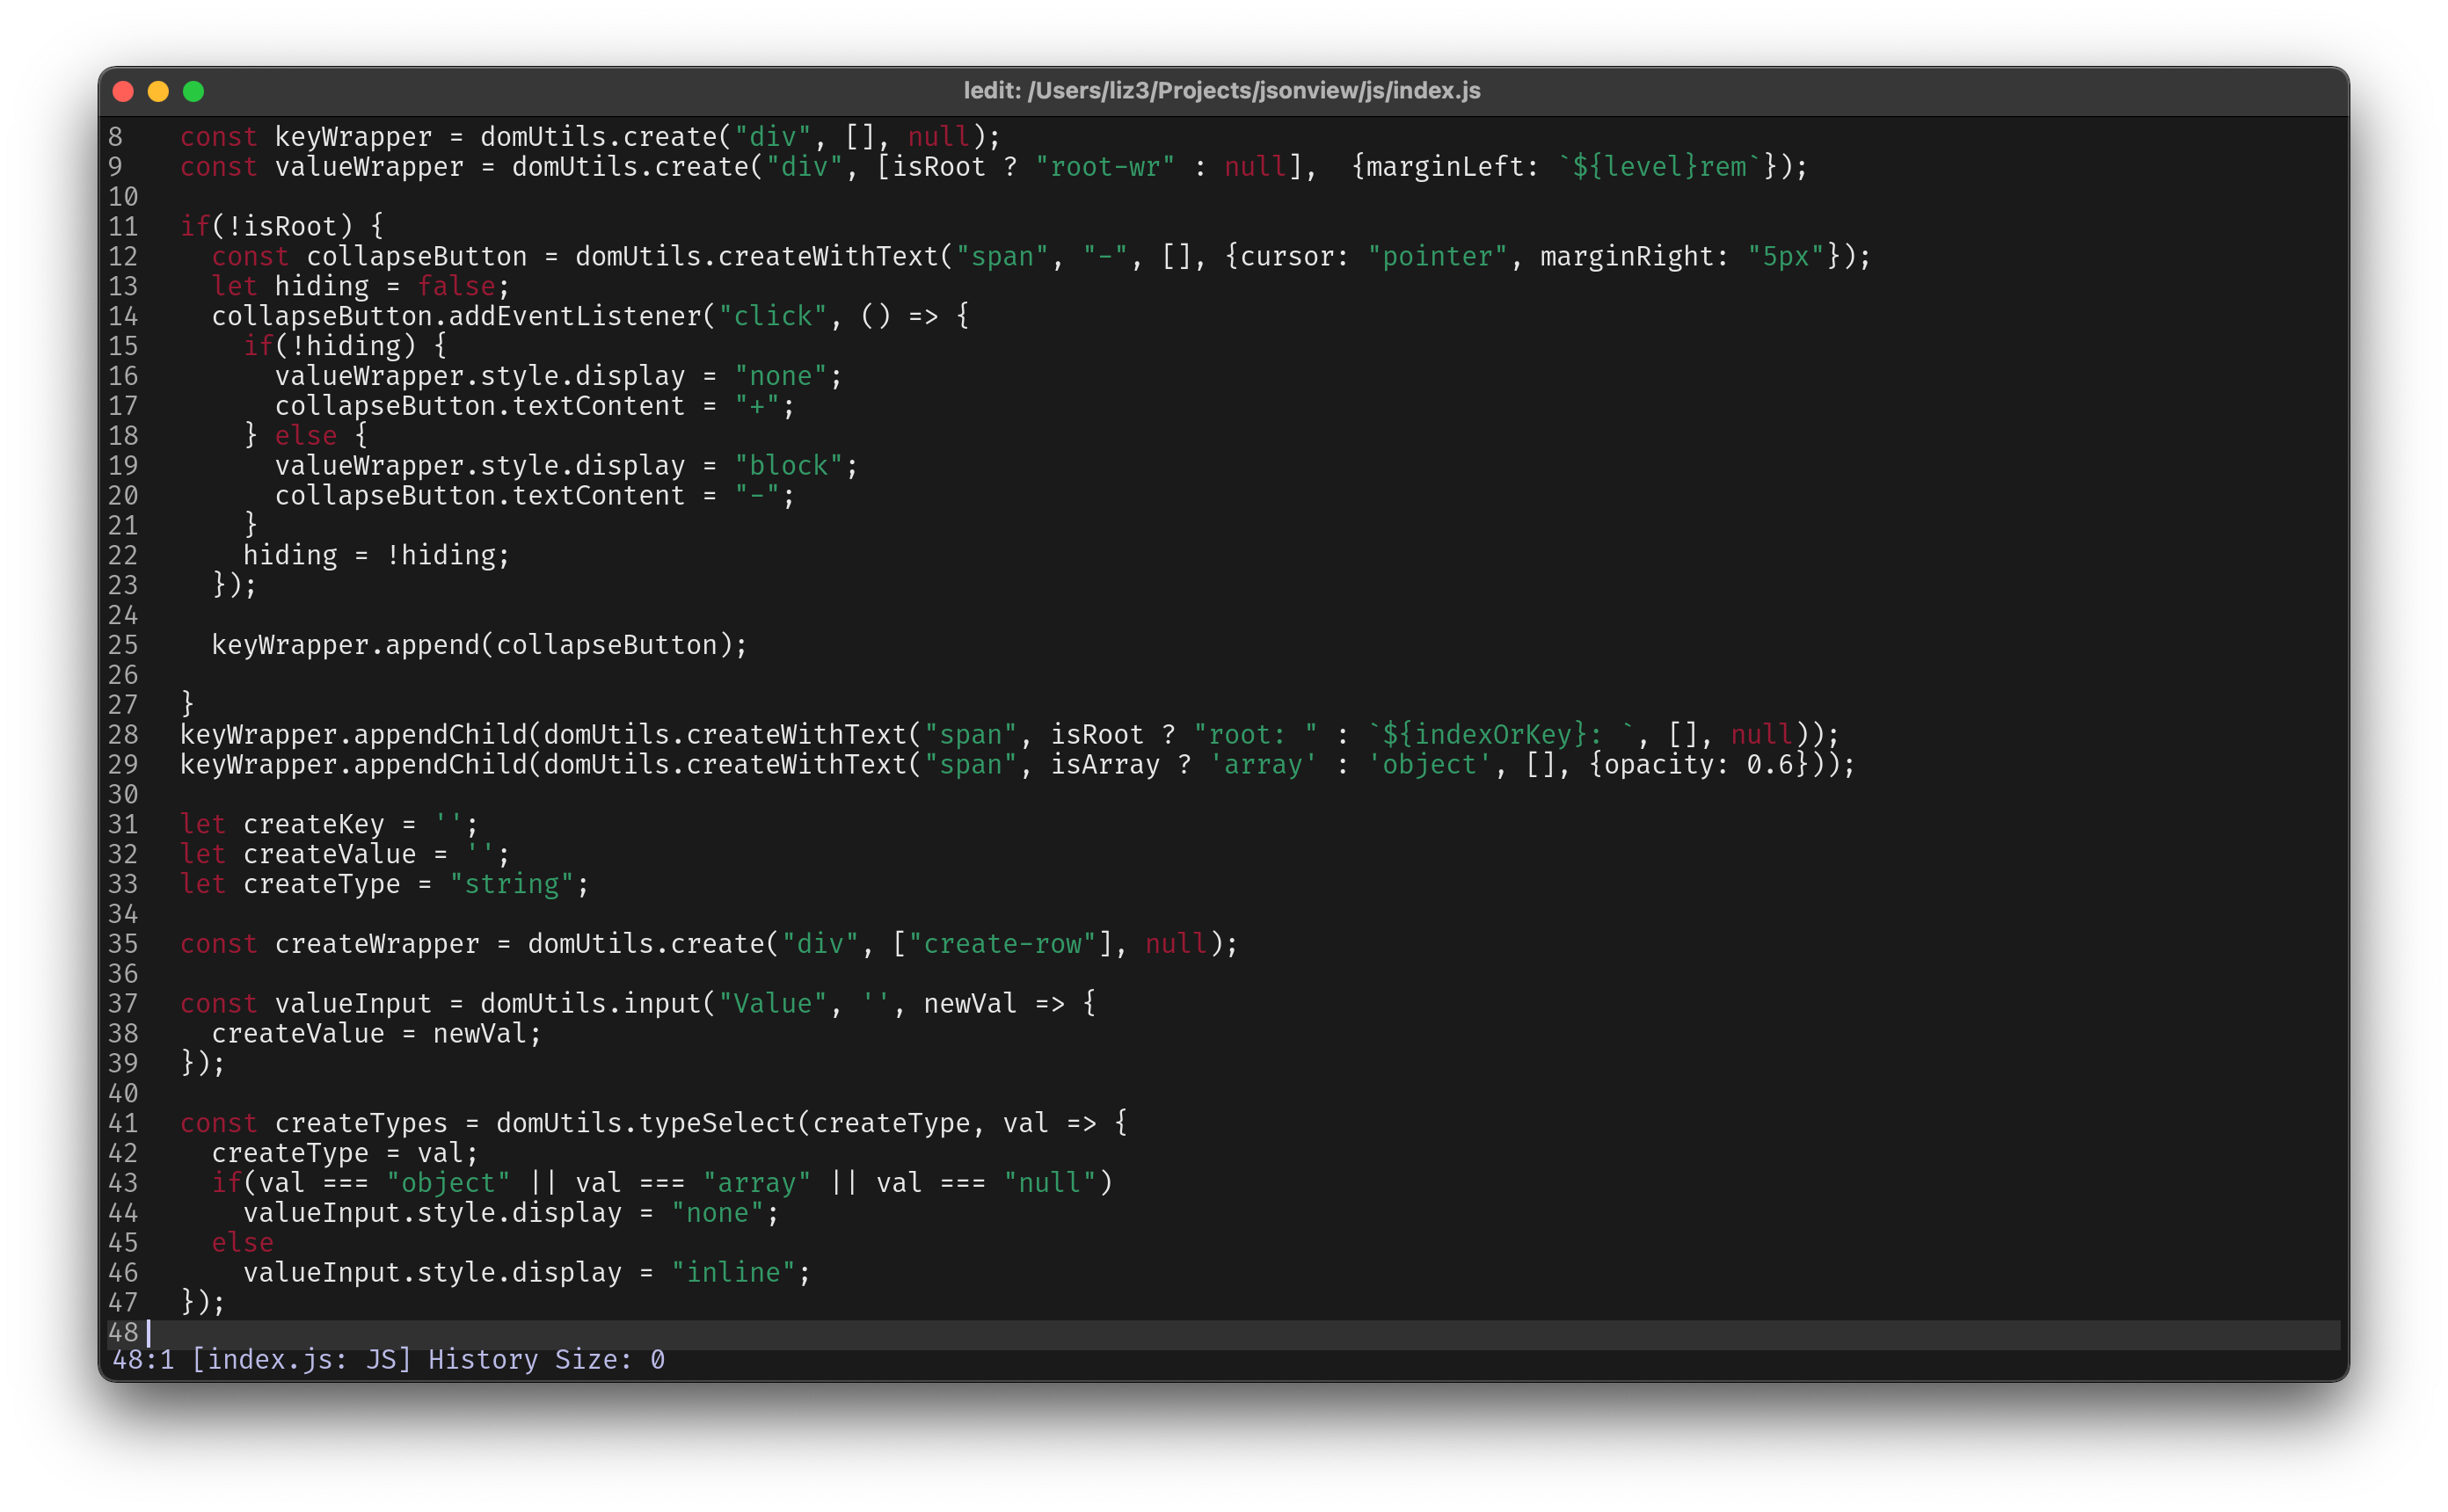 ledit: /Users/liz3/Projects/jsonview/js/index.js
8   const keyWrapper = domUtils.create("div", [], null);
9   const valueWrapper = domUtils.create("div", [isRoot ? "root-wr" : null],  {marginLeft: `${level}rem`});
10
11   if(!isRoot) {
12     const collapseButton = domUtils.createWithText("span", "-", [], {cursor: "pointer", marginRight: "5px"});
13     let hiding = false;
14     collapseButton.addEventListener("click", () => {
15       if(!hiding) {
16         valueWrapper.style.display = "none";
17         collapseButton.textContent = "+";
18       } else {
19         valueWrapper.style.display = "block";
20         collapseButton.textContent = "-";
21       }
22       hiding = !hiding;
23     });
24
25     keyWrapper.append(collapseButton);
26
27   }
28   keyWrapper.appendChild(domUtils.createWithText("span", isRoot ? "root: " : `${indexOrKey}: `, [], null));
29   keyWrapper.appendChild(domUtils.createWithText("span", isArray ? 'array' : 'object', [], {opacity: 0.6}));
30
31   let createKey = '';
32   let createValue = '';
33   let createType = "string";
34
35   const createWrapper = domUtils.create("div", ["create-row"], null);
36
37   const valueInput = domUtils.input("Value", '', newVal => {
38     createValue = newVal;
39   });
40
41   const createTypes = domUtils.typeSelect(createType, val => {
42     createType = val;
43     if(val === "object" || val === "array" || val === "null")
44       valueInput.style.display = "none";
45     else
46       valueInput.style.display = "inline";
47   });
48
48:1 [index.js: JS] History Size: 0